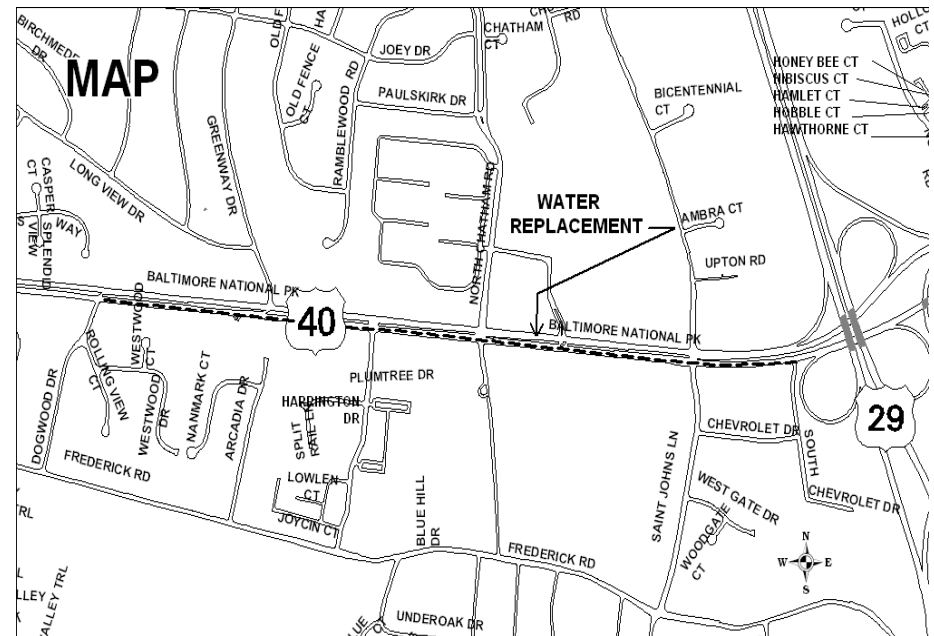 BIRCHMEDE
DR
MAP
OLD FENCE
CT
JOEY DR
CHATHAM
CT
RD
PAULSKIRK DR
RAMBLEWOOD RD
GREENWAY DR
BICENTENNIAL
CT
HOLLO
CT
HONEY BEE CT
HIBISCUS CT
HAMLET CT
HOBBLE CT
HAWTHORNE CT
RD
LONG VIEW DR
CASPER
CT
WAY
SPLENDID
VIEW
NORTH CHATHAM RD
WATER
REPLACEMENT
AMBRA CT
UPTON RD
BALTIMORE NATIONAL PK
40
BALTIMORE NATIONAL PK
29
WESTWOOD
CT
ROLLING VIEW
CT
WESTWOOD
DR
NANMARK CT
ARCADIA DR
DOGWOOD DR
PLUMTREE DR
HARRINGTON
DR
SPLIT
RAIL LN
LOWLEN
CT
JOYCIN CT
FREDERICK RD
BLUE HILL
DR
SAINT JOHNS LN
CHEVROLET DR
SOUTH
CHEVROLET DR
WEST GATE DR
WOODGATE
CT
FREDERICK RD
N
W E
S
TRL
LLEY
VALLEY TRL
UNDEROAK DR